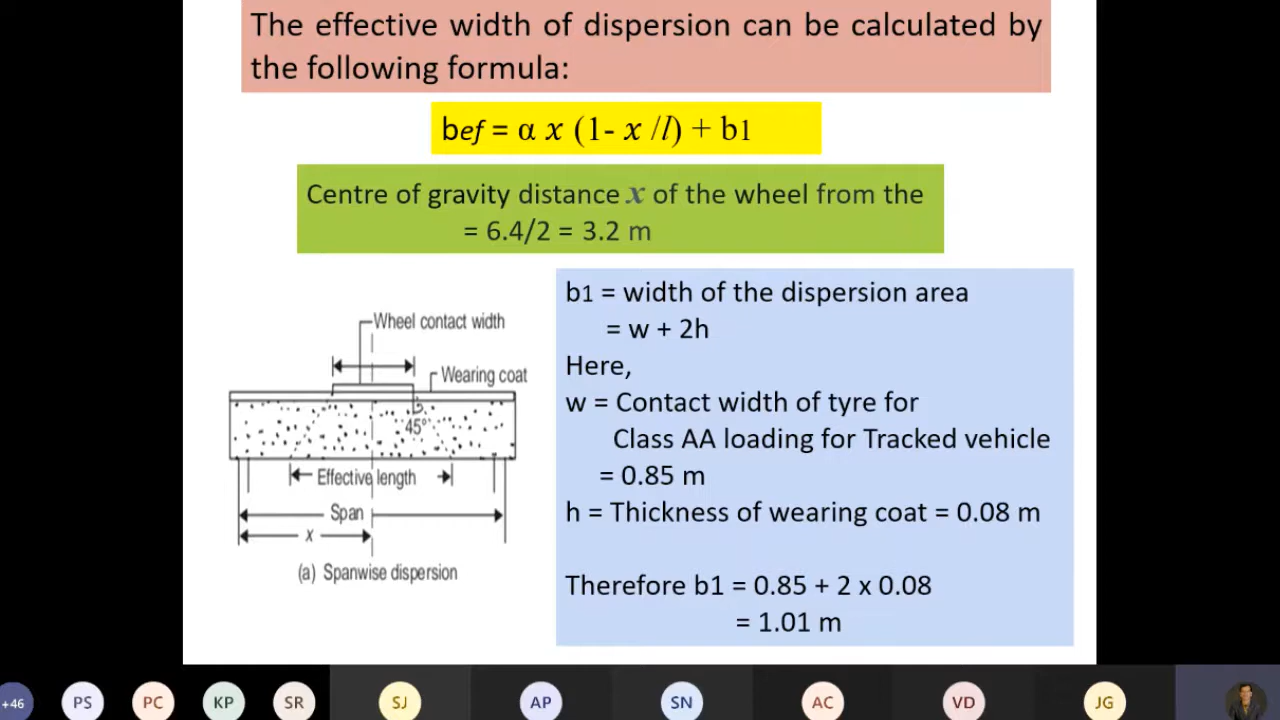 The effective width of dispersion can be calculated by
the following formula:
bef = α x (1- x /l) + b1
Centre of gravity distance x of the wheel from the
= 6.4/2 = 3.2 m
Wheel contact width
Wearing coat
45°
Effective length
Span
x
(a) Spanwise dispersion
b1 = width of the dispersion area
= w + 2h
Here,
w = Contact width of tyre for
Class AA loading for Tracked vehicle
= 0.85 m
h = Thickness of wearing coat = 0.08 m
Therefore b1 = 0.85 + 2 x 0.08
= 1.01 m
+46 PS PC KP SR SJ AP SN AC VD JG